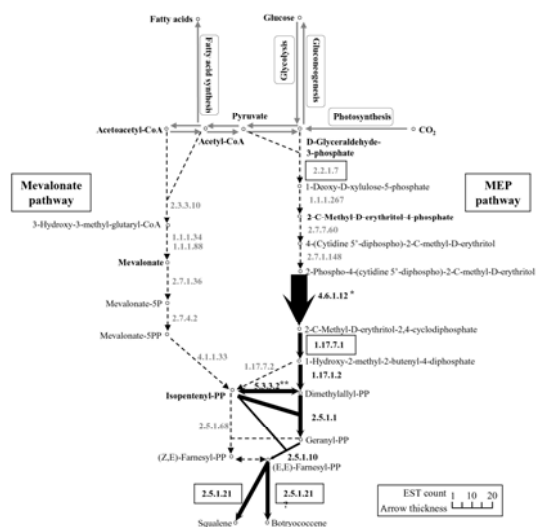 Fatty acids
Glucose
Fatty acid synthesis
Glycolysis
Gluconeogenesis
Pyruvate
Photosynthesis
Acetoacetyl-CoA
Acetyl-CoA
CO2
D-Glyceraldehyde-
3-phosphate
Mevalonate
pathway
MEP
pathway
2.2.1.7
1-Deoxy-D-xylulose-5-phosphate
1.1.1.267
2.3.3.10
2-C-Methyl-D-erythritol-4-phosphate
3-Hydroxy-3-methyl-glutaryl-CoA
2.7.7.60
1.1.1.34
1.1.1.88
4-(Cytidine 5'-diphospho)-2-C-methyl-D-erythritol
2.7.1.148
Mevalonate
2-Phospho-4-(cytidine 5'-diphospho)-2-C-methyl-D-erythritol
2.7.1.36
4.6.1.12 *
Mevalonate-5P
2.7.4.2
2-C-Methyl-D-erythritol-2,4-cyclodiphosphate
Mevalonate-5PP
1.17.7.1
4.1.1.33
1.17.7.2
1-Hydroxy-2-methyl-2-butenyl-4-diphosphate
1.17.1.2
5.3.3.2**
Isopentenyl-PP
Dimethylallyl-PP
2.5.1.1
2.5.1.68
Geranyl-PP
2.5.1.10
(Z,E)-Farnesyl-PP
(E,E)-Farnesyl-PP
2.5.1.21
2.5.1.21
?
EST count 1 10 20
Arrow thickness
Squalene
Botryococcene